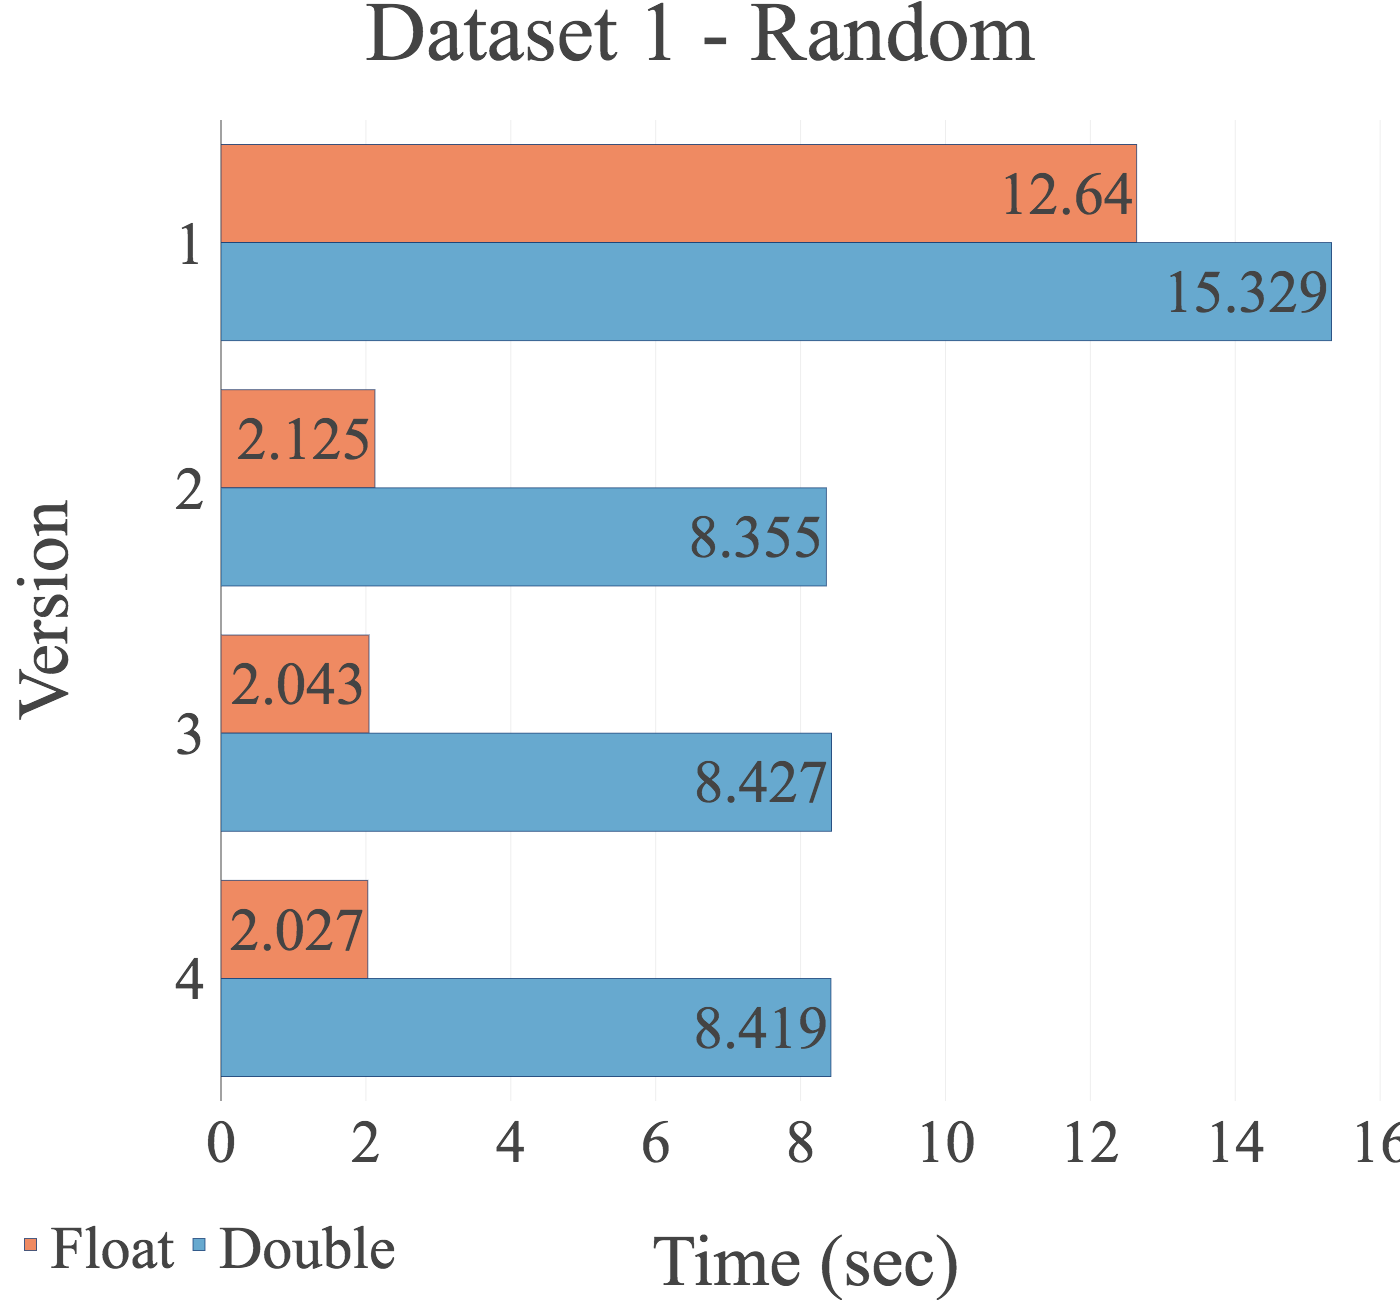 Dataset 1 - Random
Version
1
12.64
15.329
2
2.125
8.355
3
2.043
8.427
4
2.027
8.419
0 2 4 6 8 10 12 14 16
Float Double
Time (sec)